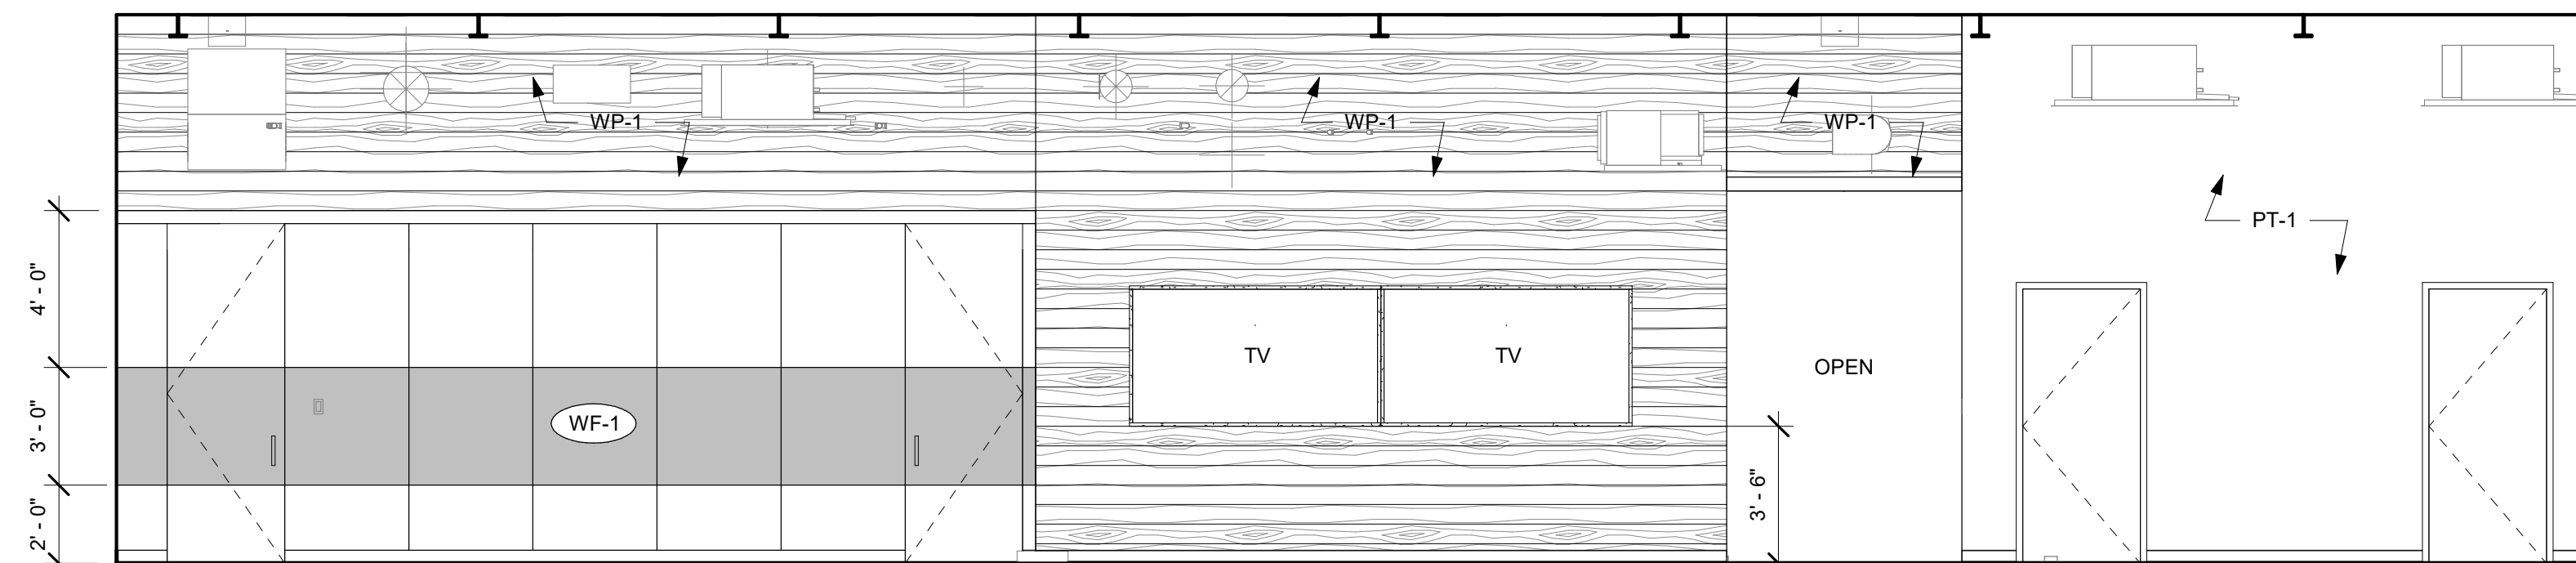 WP-1
WP-1
WP-1
PT-1
4' - 0"
TV
TV
OPEN
3' - 0"
WF-1
3' - 6"
2' - 0"